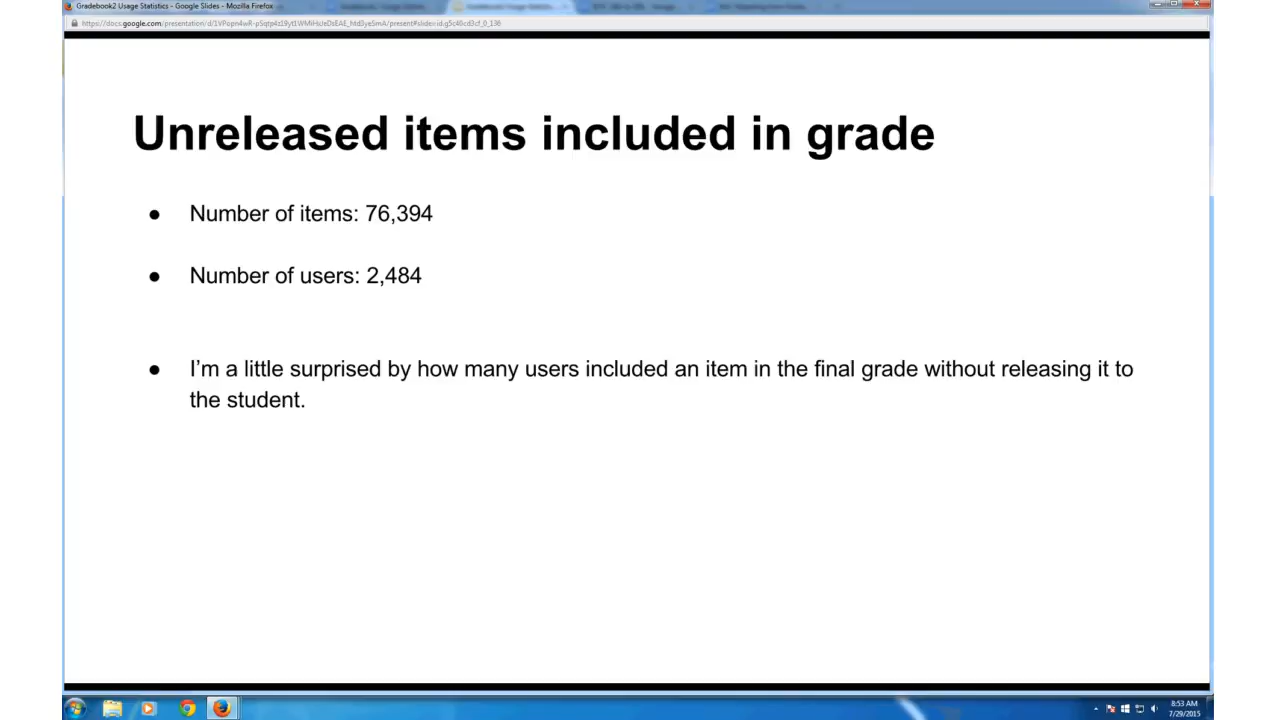 Gradebook2 Usage Statistics - Google Slides - Mozilla Firefox
Unreleased items included in grade
● Number of items: 76,394
● Number of users: 2,484
● I'm a little surprised by how many users included an item in the final grade without releasing it to
the student.
8:53 AM
7/29/2015